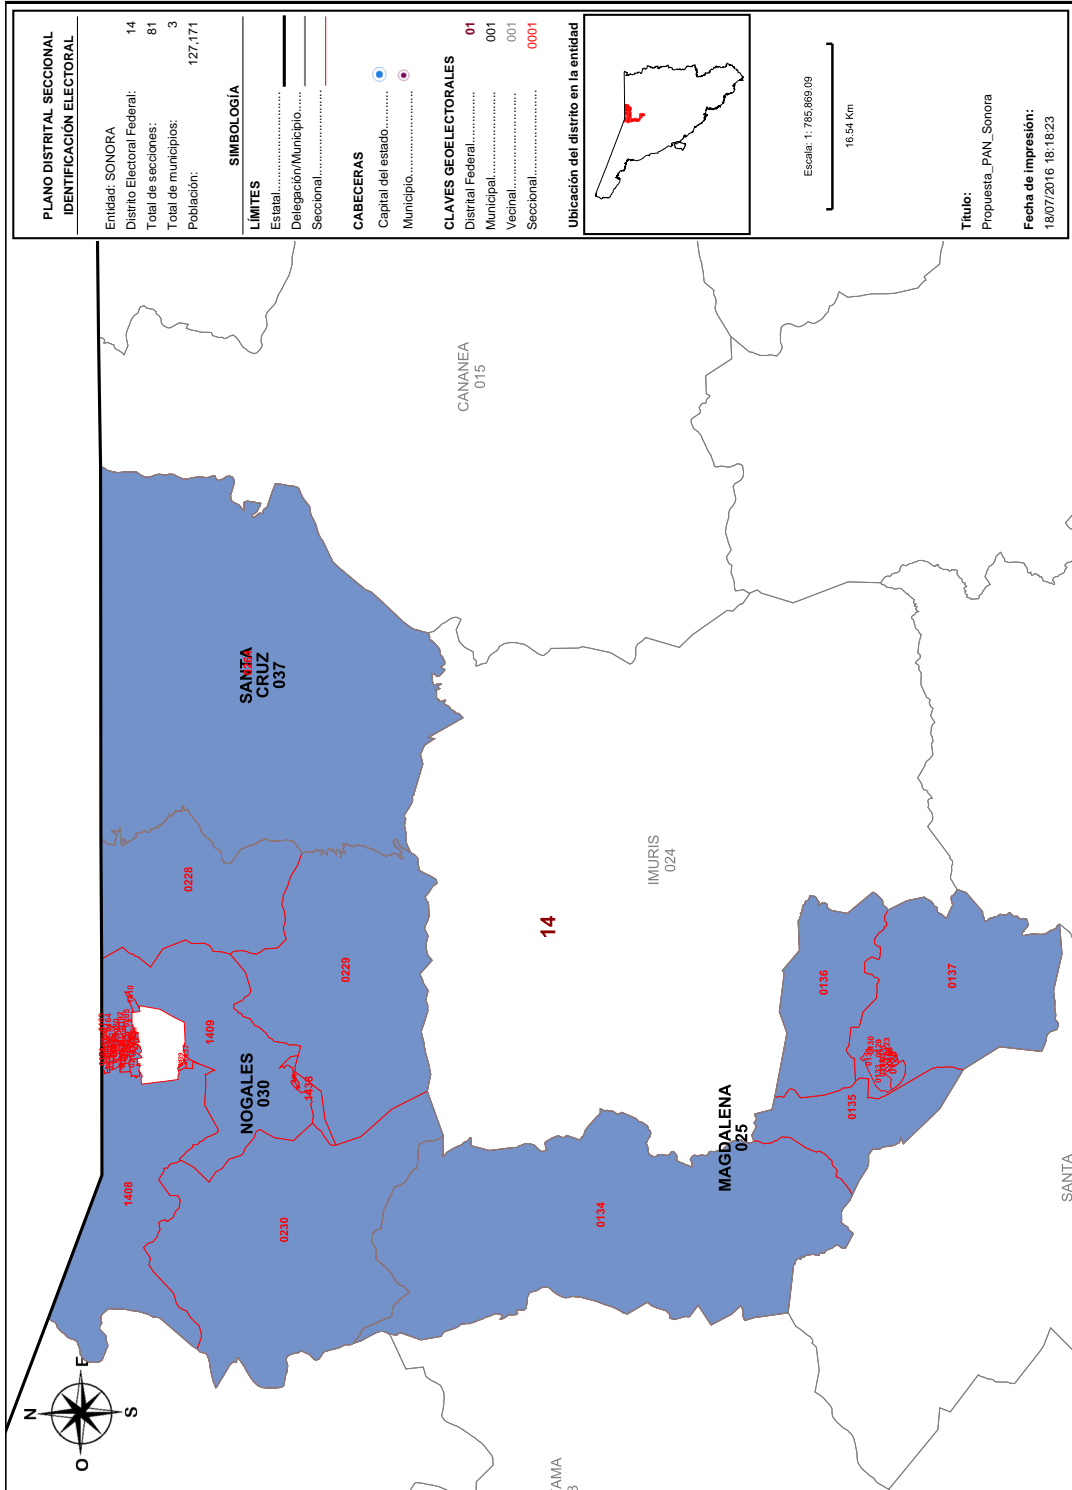 PLANO DISTRITAL SECCIONAL
IDENTIFICACIÓN ELECTORAL
Entidad: SONORA
Distrito Electoral Federal: 14
Total de secciones: 81
Total de municipios: 3
Población: 127,171
SIMBOLOGÍA
LÍMITES
Estatal
Delegación/Municipio
Seccional
CABECERAS
Capital del estado
Municipio
CLAVES GEOELECTORALES
Distrital Federal 01
Municipal 001
Vecinal 001
Seccional 0001
Ubicación del distrito en la entidad
Escala: 1: 785,869.09
16.54 Km
Título:
Propuesta_PAN_Sonora
Fecha de impresión:
18/07/2016 18:18:23
N
E
S
O
CANANEA
015
SANTA
CRUZ
037
0228
0229
1409
1410
NOGALES
030
1436
1408
0230
14
IMURIS
024
0134
MAGDALENA
025
0136
0137
0135
SANTA